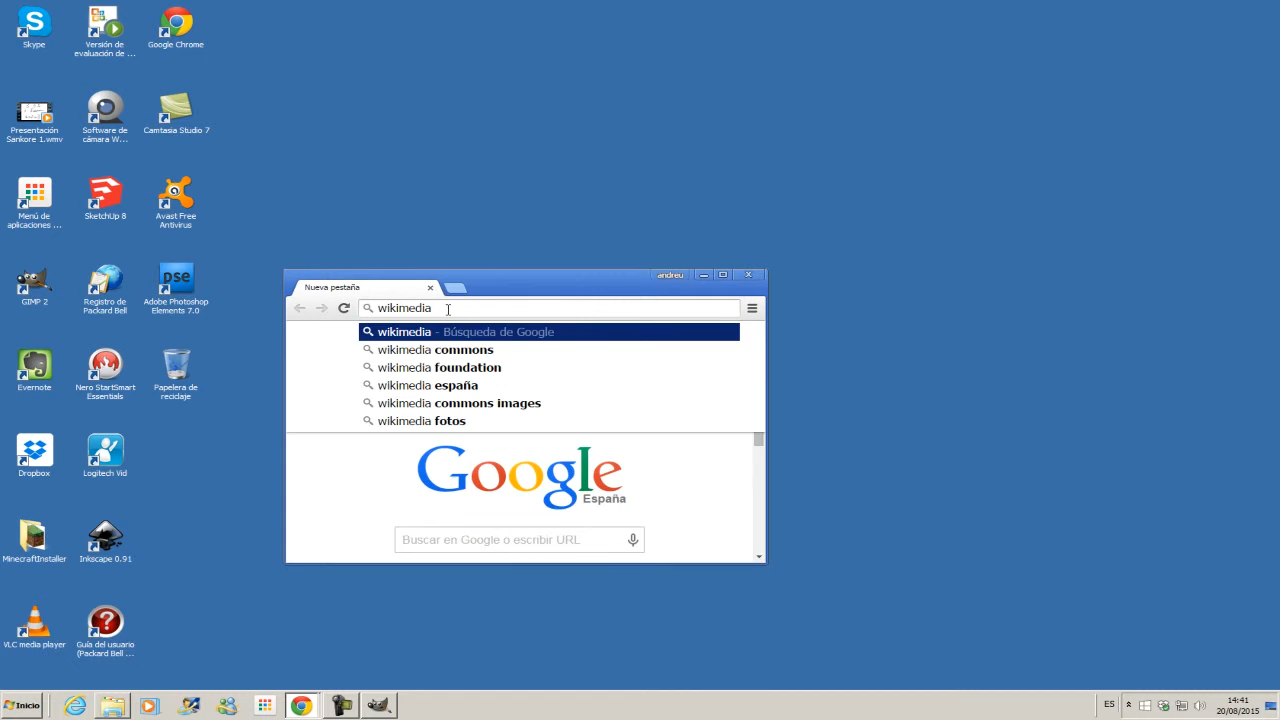 Skype
Versión de
evaluación de ...
Google Chrome
Presentación
Sankore 1.wmv
Software de
cámara W...
Camtasia Studio 7
Menú de
aplicaciones ...
SketchUp 8
Avast Free
Antivirus
GIMP 2
Registro de
Packard Bell
pse
Adobe Photoshop
Elements 7.0
Evernote
Nero StartSmart
Essentials
Papelera de
reciclaje
Dropbox
Logitech Vid
MinecraftInstaller
Inkscape 0.91
VLC media player
Guía del usuario
(Packard Bell ...
andreu
Nueva pestaña
wikimedia
wikimedia - Búsqueda de Google
wikimedia commons
wikimedia foundation
wikimedia españa
wikimedia commons images
wikimedia fotos
Google
España
Buscar en Google o escribir URL
Inicio
ES
14:41
20/08/2015